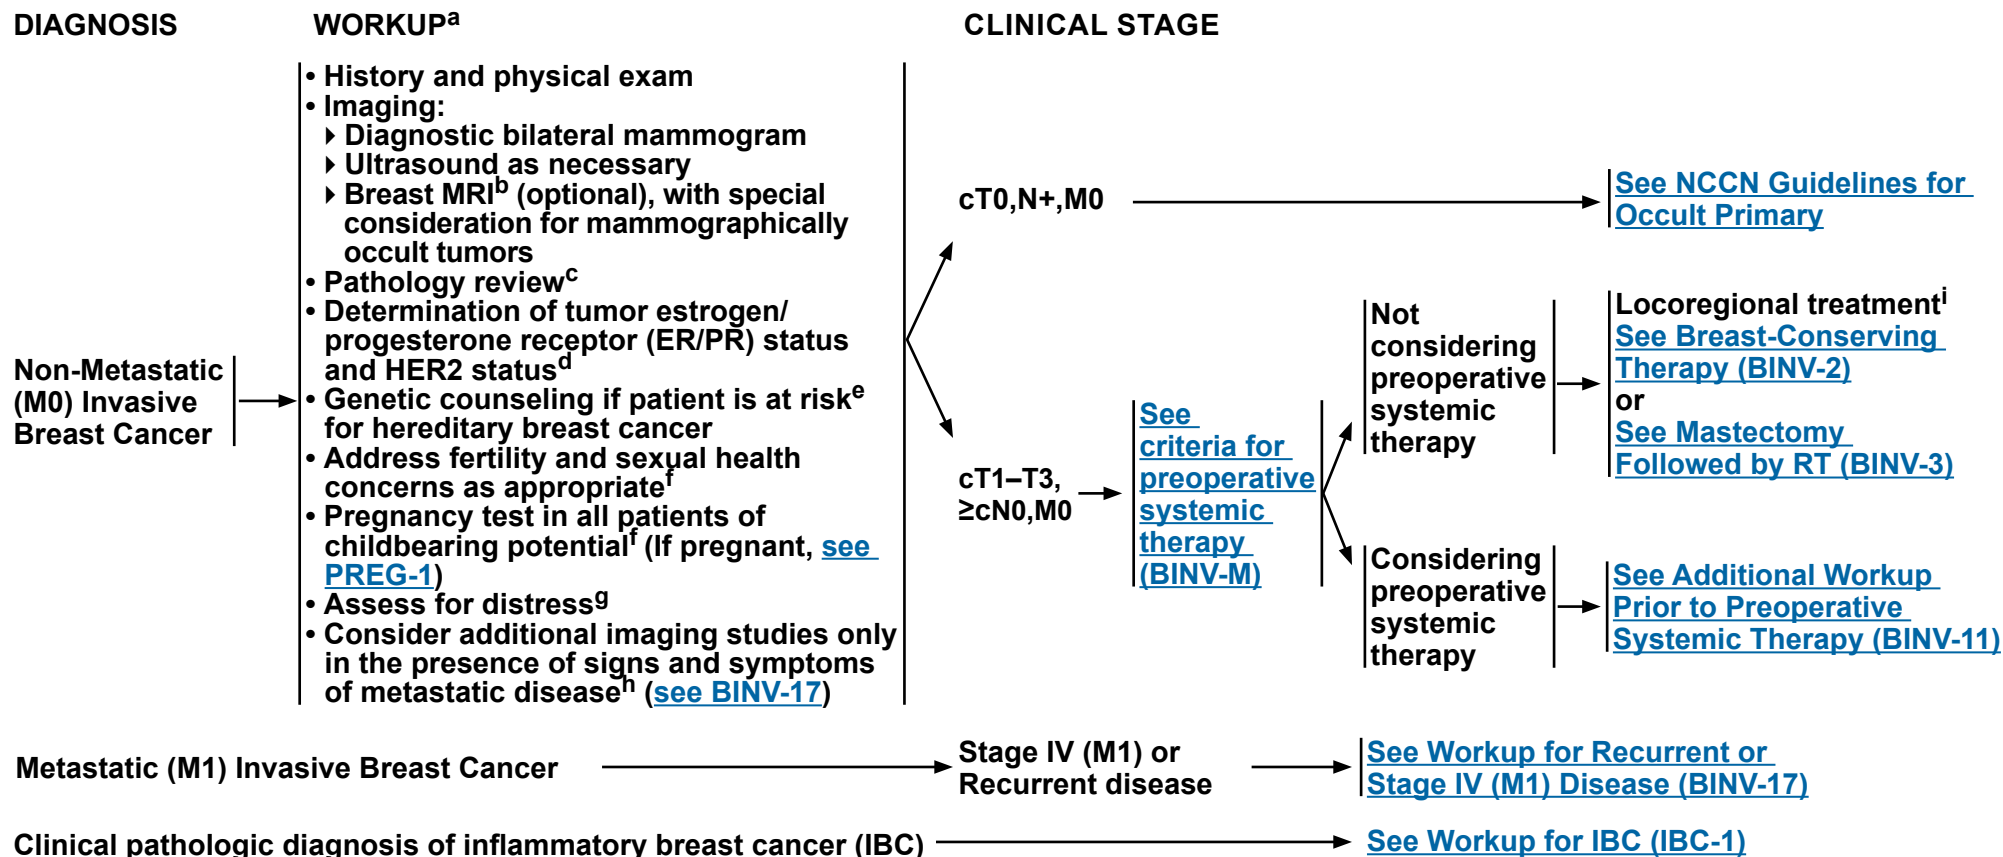 DIAGNOSIS
WORKUPa
CLINICAL STAGE
Non-Metastatic
(M0) Invasive
Breast Cancer
• History and physical exam
• Imaging:
Diagnostic bilateral mammogram
Ultrasound as necessary
Breast MRIb (optional), with special
consideration for mammographically
occult tumors
• Pathology reviewc
• Determination of tumor estrogen/
progesterone receptor (ER/PR) status
and HER2 statusd
• Genetic counseling if patient is at riske
for hereditary breast cancer
• Address fertility and sexual health
concerns as appropriatef
• Pregnancy test in all patients of
childbearing potentialf (If pregnant, see
PREG-1)
• Assess for distressg
• Consider additional imaging studies only
in the presence of signs and symptoms
of metastatic diseaseh (see BINV-17)
cT0,N+,M0
See NCCN Guidelines for
Occult Primary
cT1–T3,
≥cN0,M0
See
criteria for
preoperative
systemic
therapy
(BINV-M)
Not
considering
preoperative
systemic
therapy
Locoregional treatmenti
See Breast-Conserving
Therapy (BINV-2)
or
See Mastectomy
Followed by RT (BINV-3)
Considering
preoperative
systemic
therapy
See Additional Workup
Prior to Preoperative
Systemic Therapy (BINV-11)
Metastatic (M1) Invasive Breast Cancer
Stage IV (M1) or
Recurrent disease
See Workup for Recurrent or
Stage IV (M1) Disease (BINV-17)
Clinical pathologic diagnosis of inflammatory breast cancer (IBC)
See Workup for IBC (IBC-1)